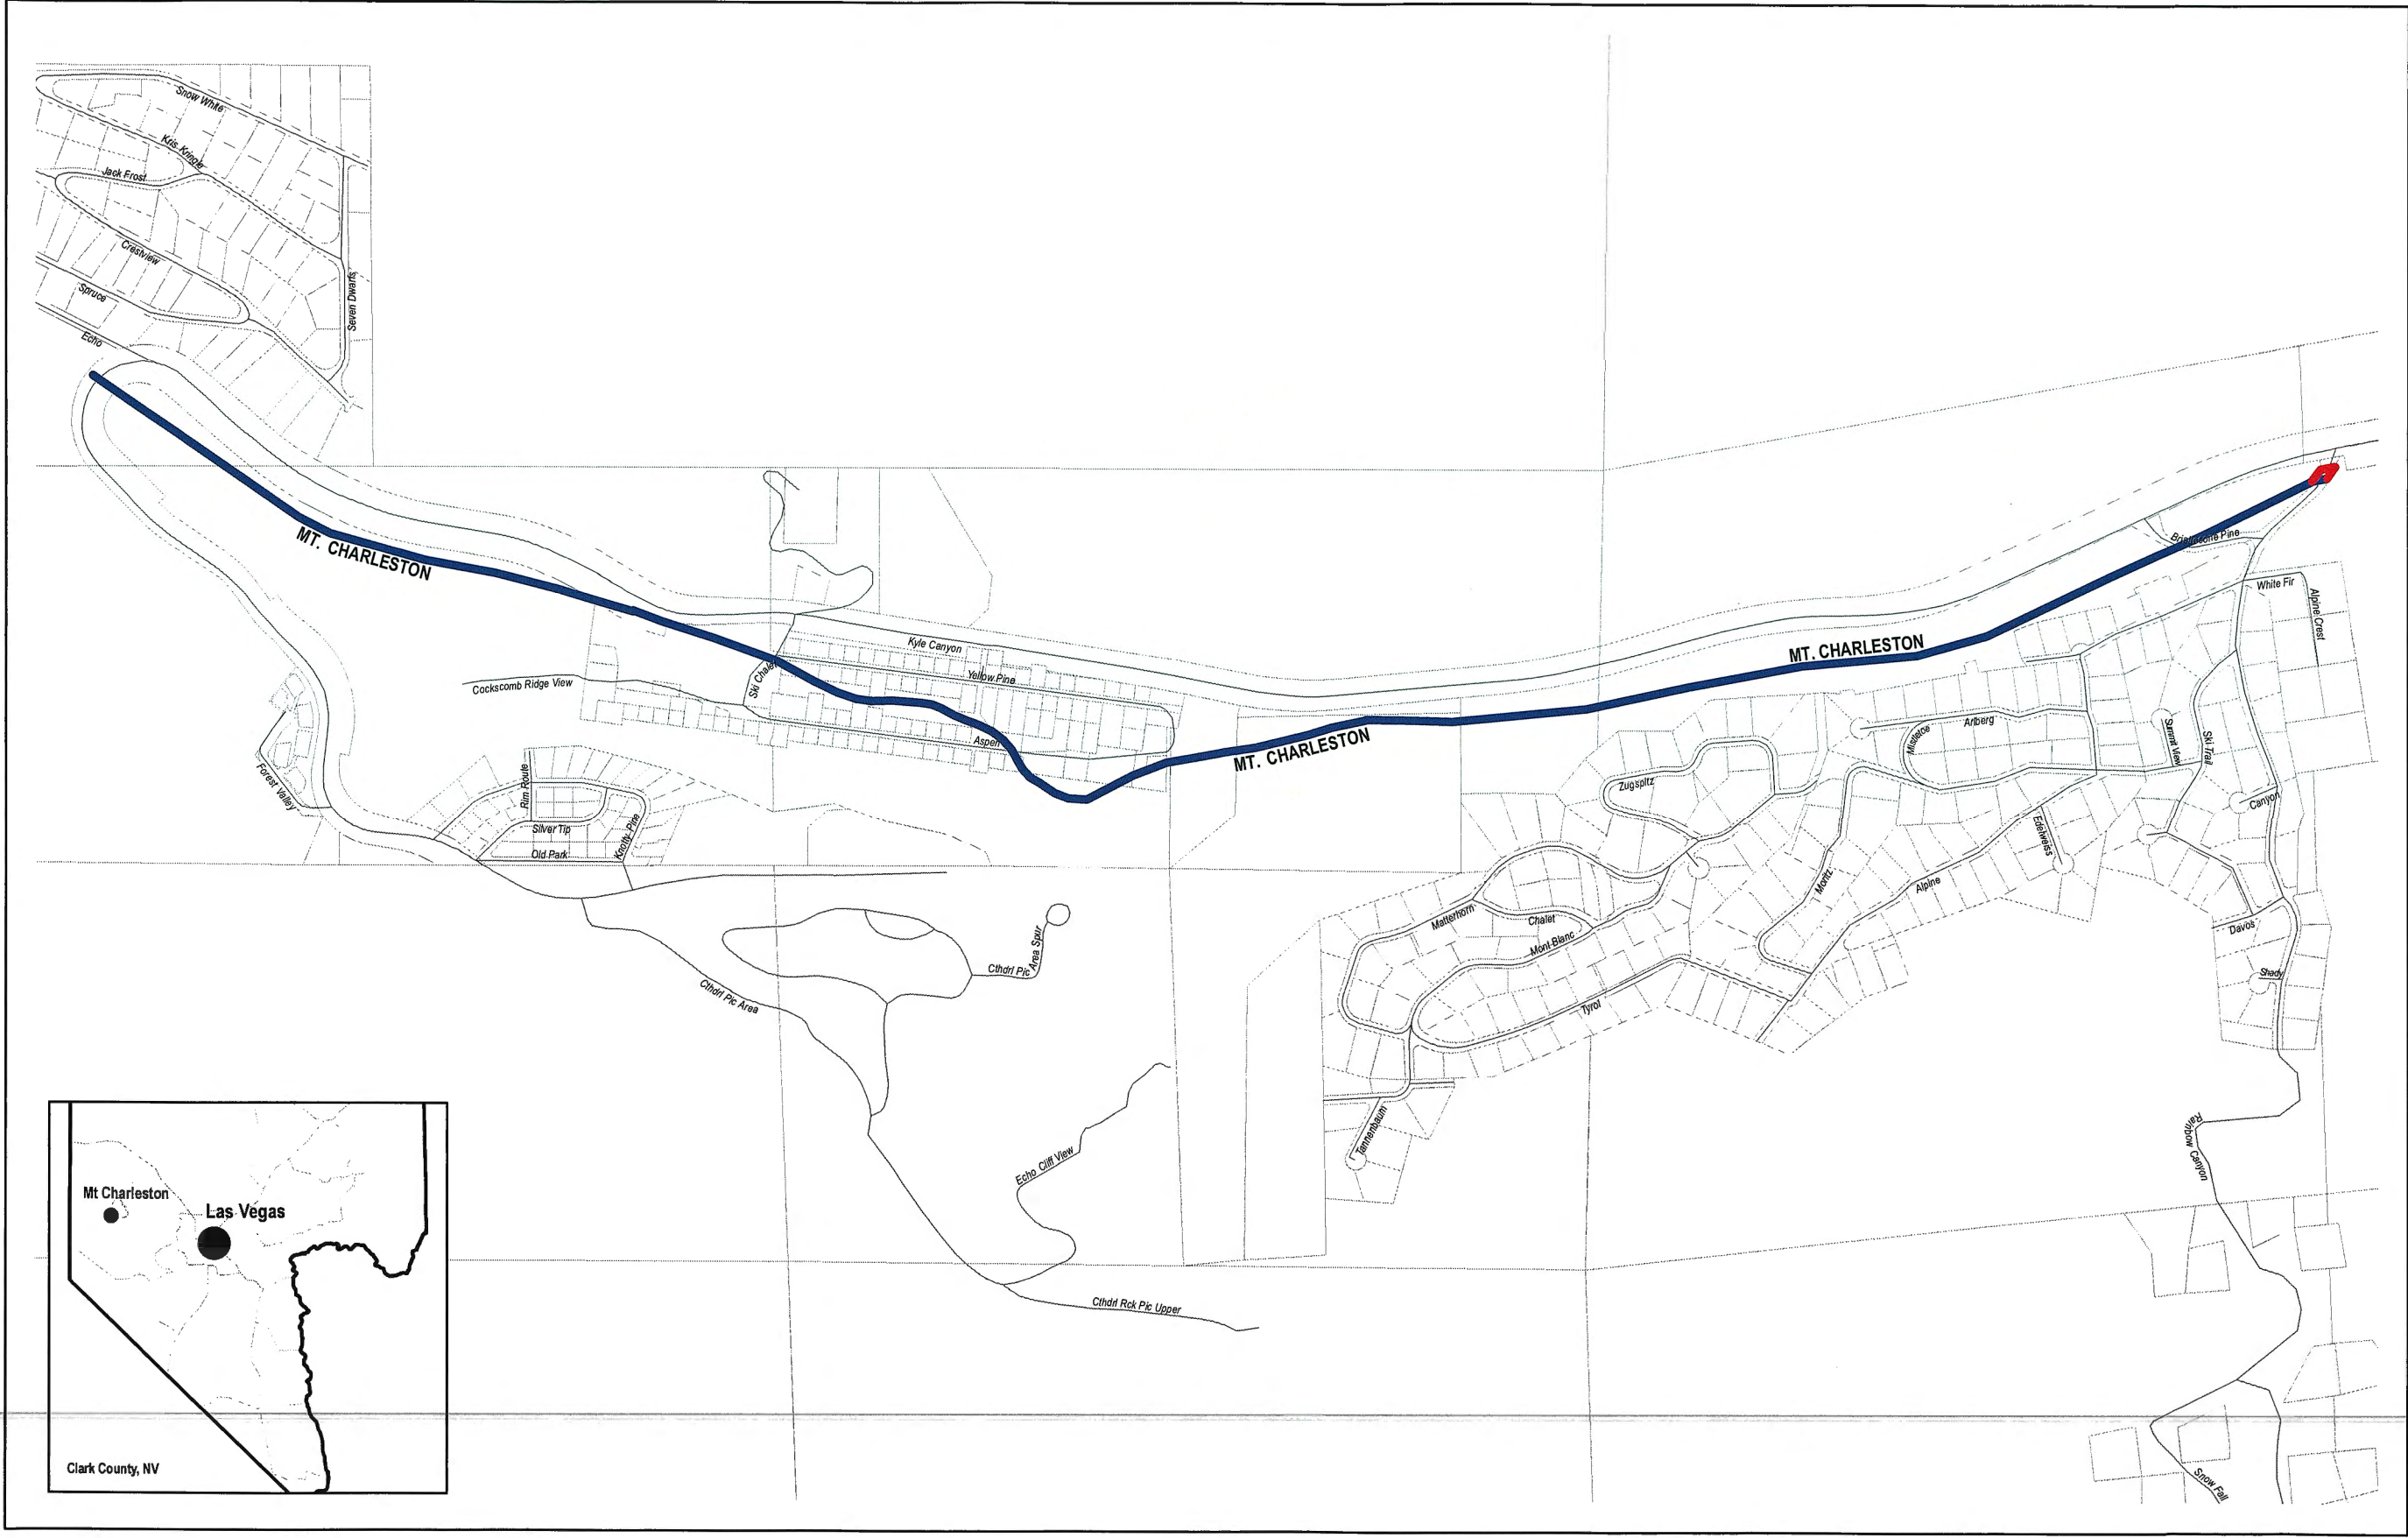 Snow White
Kris Kringle
Jack Frost
Crestview
Seven Dwarfs
Spruce
Echo
MT. CHARLESTON
Bristlecone Pine
White Fir
Alpine Crest
Kyle Canyon
MT. CHARLESTON
Ski Chalet
Yellow Pine
Cockscomb Ridge View
Aspen
MT. CHARLESTON
Arlberg
Mistletoe
Summit View
Ski Trail
Forest Valley
Rim Route
Zugspitz
Canyon
Silver Tip
Knotty Pine
Old Park
Edelweiss
Moritz
Alpine
Matterhorn
Chalet
Mont Blanc
Davos
Cthdrl Pic Area Spur
Shady
Cthdrl Pic Area
Tyrol
Tannenbaum
Rainbow Canyon
Echo Cliff View
Mt Charleston
Las Vegas
Cthdrl Rck Pic Upper
Clark County, NV
Snow Fall